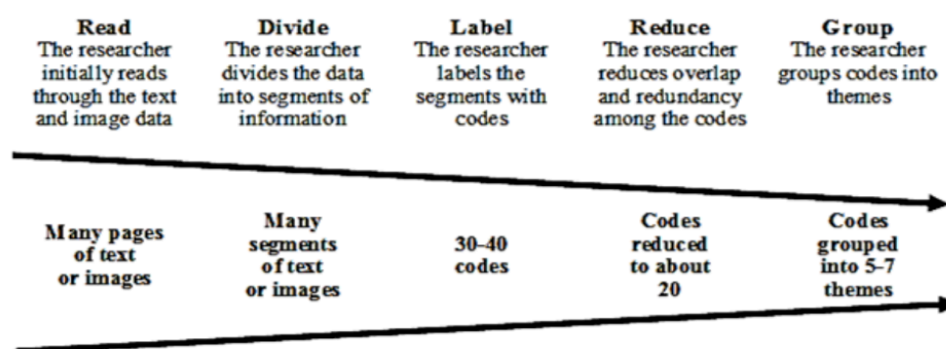 Read
The researcher
initially reads
through the text
and image data
Divide
The researcher
divides the data
into segments of
information
Label
The researcher
labels the
segments with
codes
Reduce
The researcher
reduces overlap
and redundancy
among the codes
Group
The researcher
groups codes into
themes
Many pages
of text
or images
Many
segments
of text
or images
30–40
codes
Codes
reduced
to about
20
Codes
grouped
into 5–7
themes